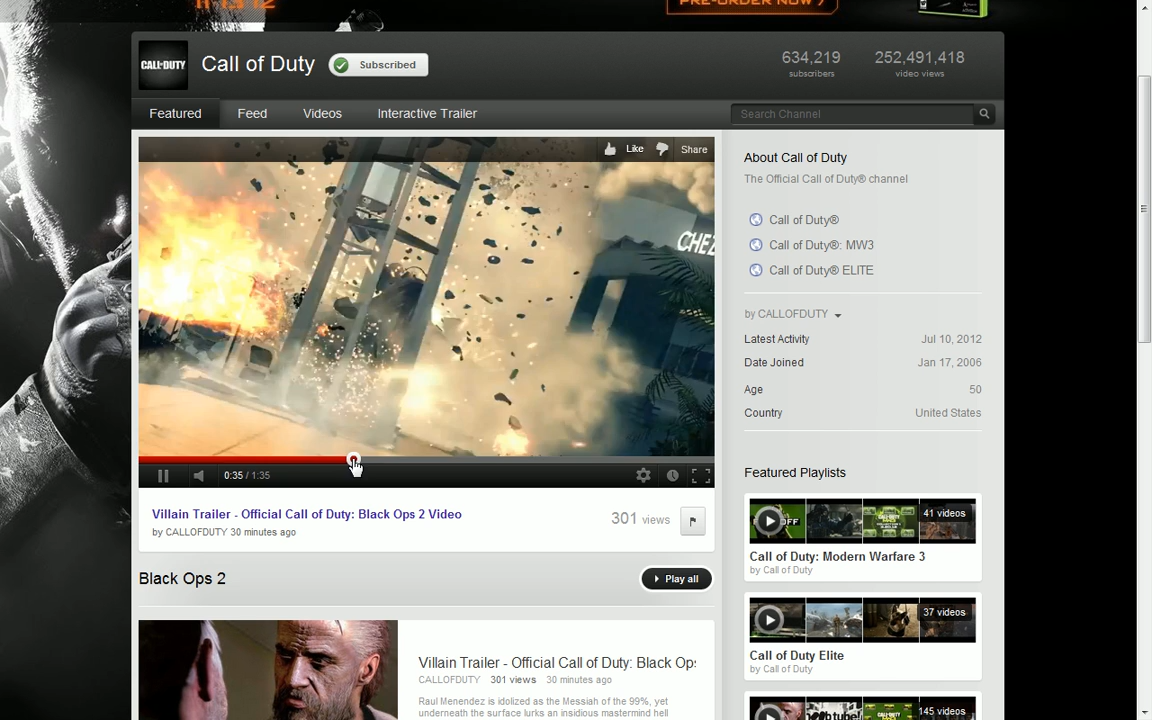 11.13.12
PRE-ORDER NOW
CALL·DUTY
Call of Duty
Subscribed
634,219
subscribers
252,491,418
video views
Featured
Feed
Videos
Interactive Trailer
Search Channel
Like
Share
CHEZ
0:35 / 1:35
Villain Trailer - Official Call of Duty: Black Ops 2 Video
by CALLOFDUTY 30 minutes ago
301 views
Black Ops 2
Play all
Villain Trailer - Official Call of Duty: Black Ops
CALLOFDUTY 301 views 30 minutes ago
Raul Menendez is idolized as the Messiah of the 99%, yet
underneath the surface lurks an insidious mastermind hell
About Call of Duty
The Official Call of Duty® channel
Call of Duty®
Call of Duty®: MW3
Call of Duty® ELITE
by CALLOFDUTY
Latest Activity Jul 10, 2012
Date Joined Jan 17, 2006
Age 50
Country United States
Featured Playlists
41 videos
Call of Duty: Modern Warfare 3
by Call of Duty
37 videos
Call of Duty Elite
by Call of Duty
145 videos